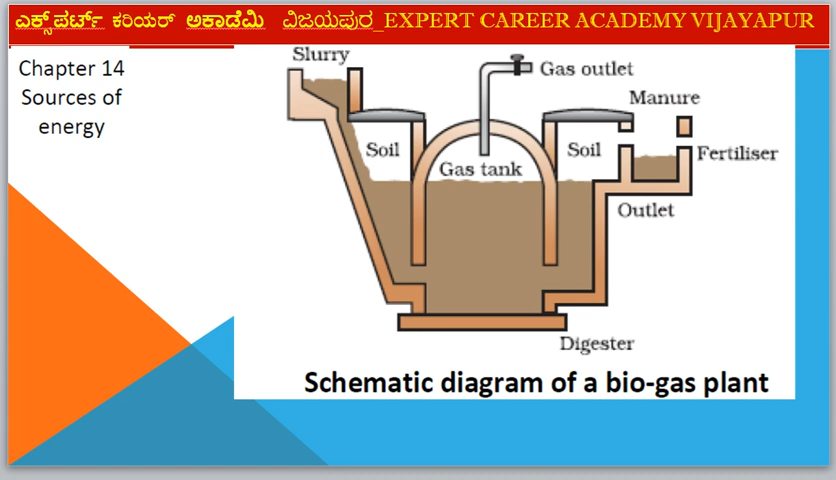 ಎಕ್ಸ್‌ಪರ್ಟ್ ಕರಿಯರ್ ಅಕಾಡೆಮಿ ವಿಜಯಪುರ_EXPERT CAREER ACADEMY VIJAYAPUR
Chapter 14
Sources of
energy
Slurry
Gas outlet
Manure
Soil
Gas tank
Soil
Fertiliser
Outlet
Digester
Schematic diagram of a bio-gas plant